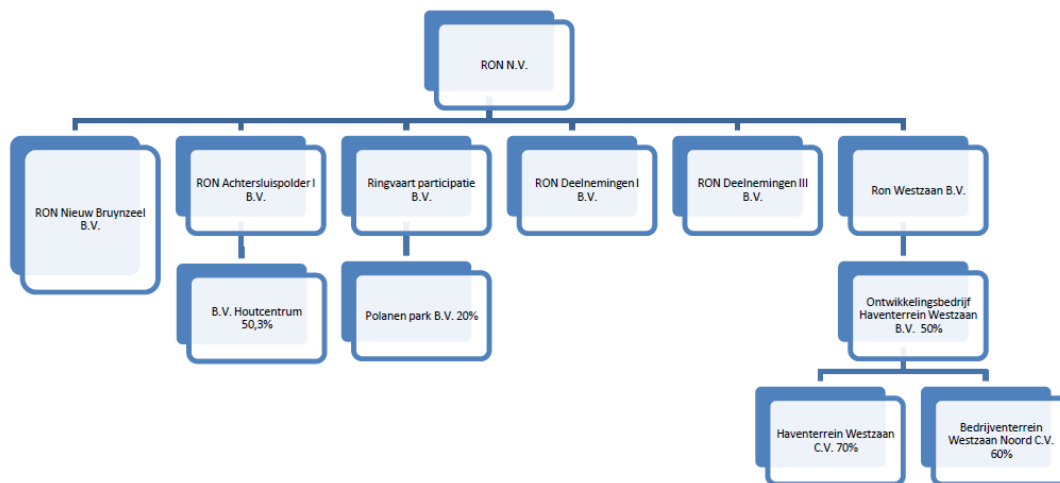 RON N.V.
RON Nieuw Bruynzeel
B.V.
RON Achtersluispolder I
B.V.
Ringvaart participatie
B.V.
RON Deelnemingen I
B.V.
RON Deelnemingen III
B.V.
Ron Westzaan B.V.
B.V. Houtcentrum
50,3%
Polanen park B.V. 20%
Ontwikkelingsbedrijf
Haventerrein Westzaan
B.V. 50%
Haventerrein Westzaan
C.V. 70%
Bedrijventerrein
Westzaan Noord C.V.
60%